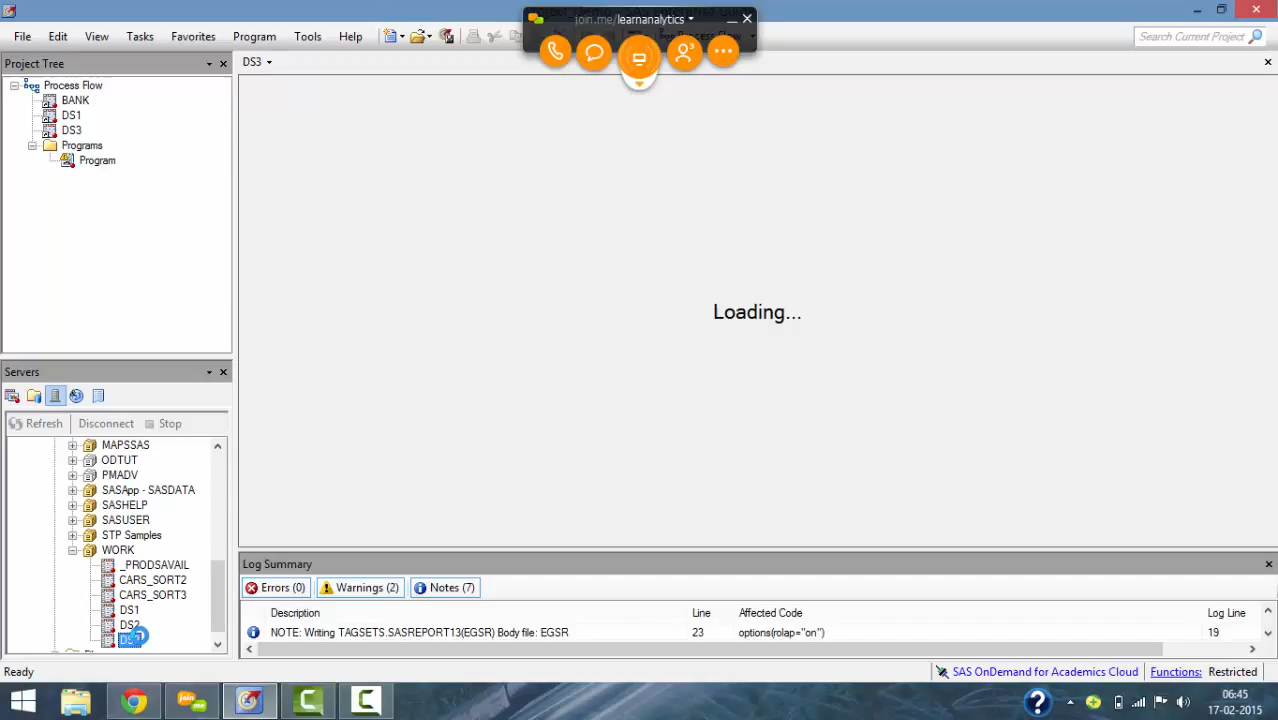 join.me/learnanalytics
File Edit View Tasks Favorites Program Tools Help
Search Current Project
Project Tree
DS3
Process Flow
BANK
DS1
DS3
Programs
Program
Loading...
Servers
Refresh Disconnect Stop
MAPSSAS
ODTUT
PMADV
SASApp - SASDATA
SASHELP
SASUSER
STP Samples
WORK
_PRODSAVAIL
CARS_SORT2
CARS_SORT3
DS1
DS2
Log Summary
Errors (0) Warnings (2) Notes (7)
Description Line Affected Code Log Line
NOTE: Writing TAGSETS.SASREPORT13(EGSR) Body file: EGSR 23 options(rolap="on") 19
Ready
SAS OnDemand for Academics Cloud Functions: Restricted
06:45
17-02-2015